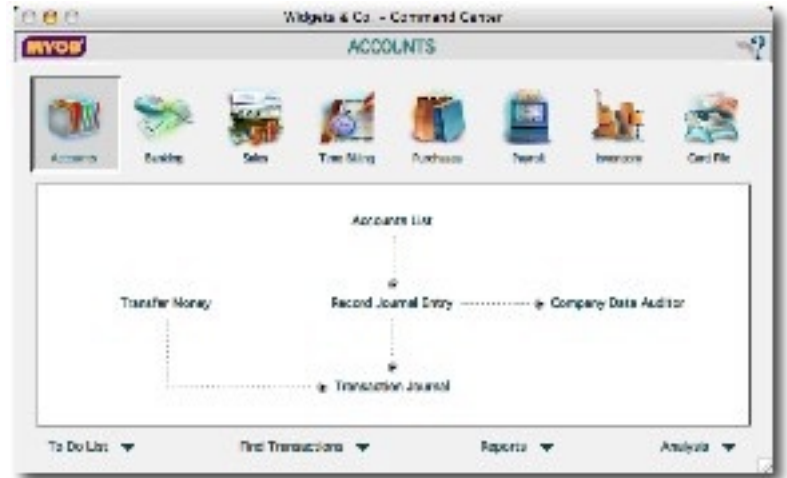 Widgets & Co. - Command Center
MYOB
ACCOUNTS
Accounts Banking Sales Time Billing Purchases Payroll Inventory Card File
Accounts List
Transfer Money Record Journal Entry Company Data Auditor
Transaction Journal
To Do List Find Transactions Reports Analysis